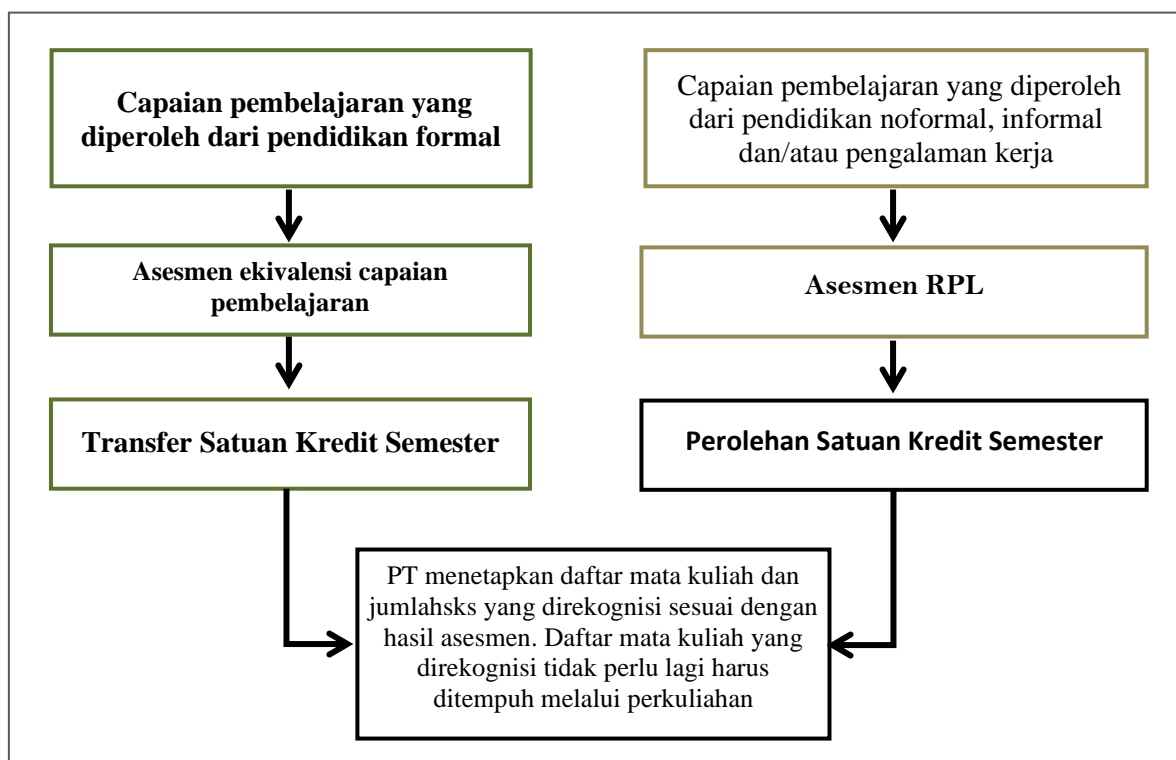 Capaian pembelajaran yang
diperoleh dari pendidikan formal
Asesmen ekivalensi capaian
pembelajaran
Transfer Satuan Kredit Semester
Capaian pembelajaran yang diperoleh
dari pendidikan noformal, informal
dan/atau pengalaman kerja
Asesmen RPL
Perolehan Satuan Kredit Semester
PT menetapkan daftar mata kuliah dan
jumlahsks yang direkognisi sesuai dengan
hasil asesmen. Daftar mata kuliah yang
direkognisi tidak perlu lagi harus
ditempuh melalui perkuliahan